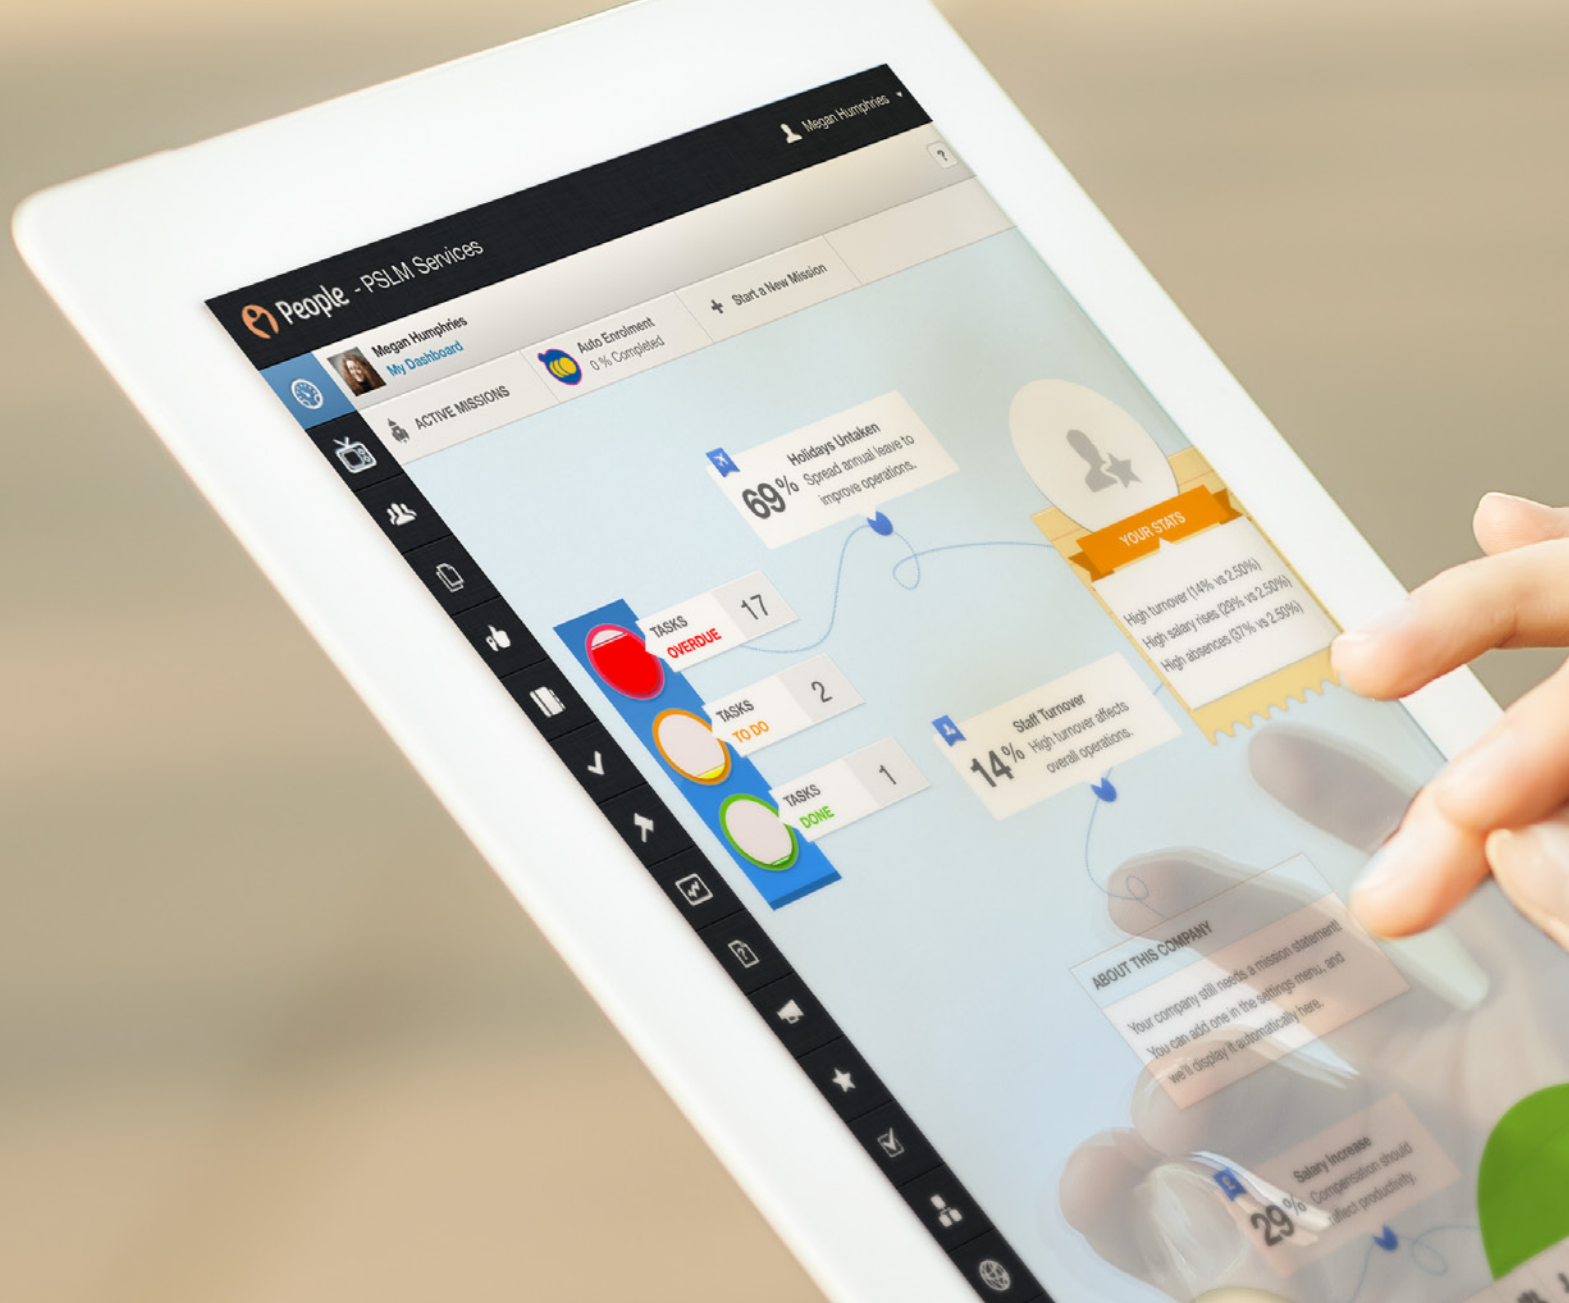 Megan Humphries
?
People - PSLM Services
Megan Humphries
My Dashboard
ACTIVE MISSIONS
Auto Enrolment
0 % Completed
+ Start a New Mission
Holidays Untaken
69% Spread annual leave to
improve operations.
YOUR STATS
High turnover (14% vs 2.50%)
High salary rises (29% vs 2.50%)
High absences (37% vs 2.50%)
TASKS
OVERDUE
17
TASKS
TO DO
2
TASKS
DONE
1
Staff Turnover
14% High turnover affects
overall operations.
ABOUT THIS COMPANY
Your company still needs a mission statement!
You can add one in the settings menu, and
we'll display it automatically here.
Salary Increase
29% Compensation should
reflect productivity.